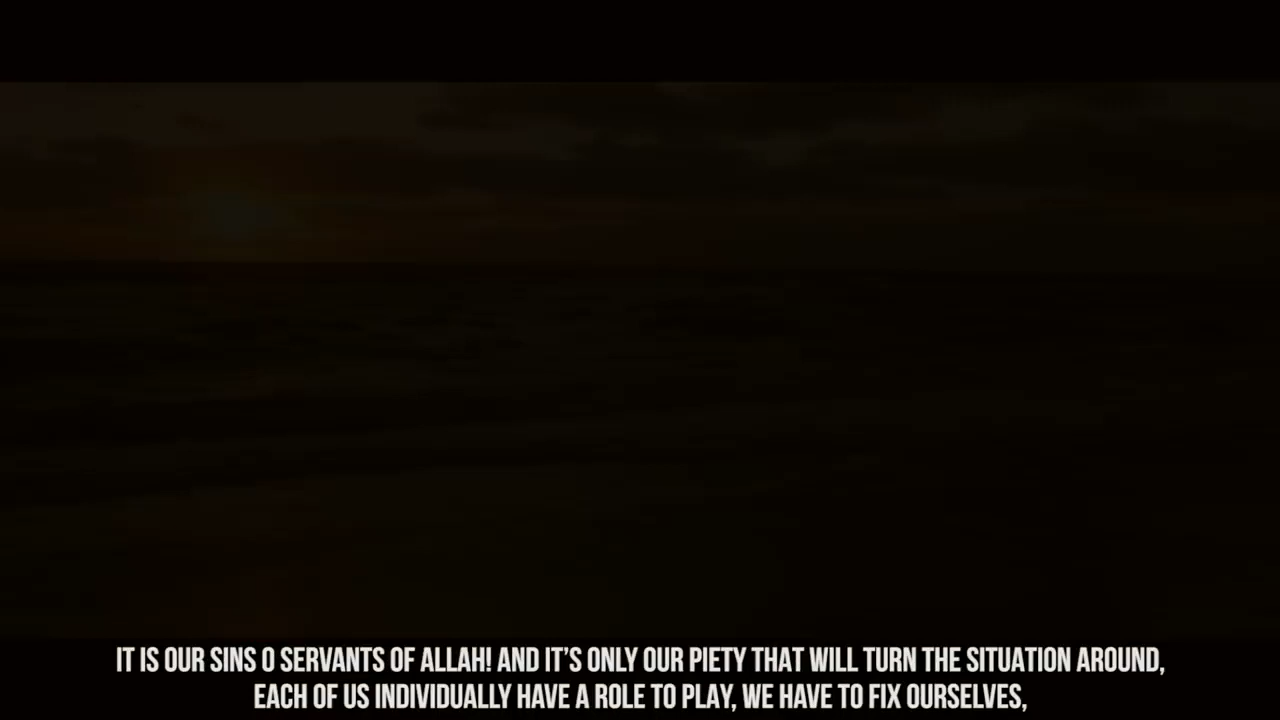 IT IS OUR SINS O SERVANTS OF ALLAH! AND IT'S ONLY OUR PIETY THAT WILL TURN THE SITUATION AROUND,
EACH OF US INDIVIDUALLY HAVE A ROLE TO PLAY, WE HAVE TO FIX OURSELVES,